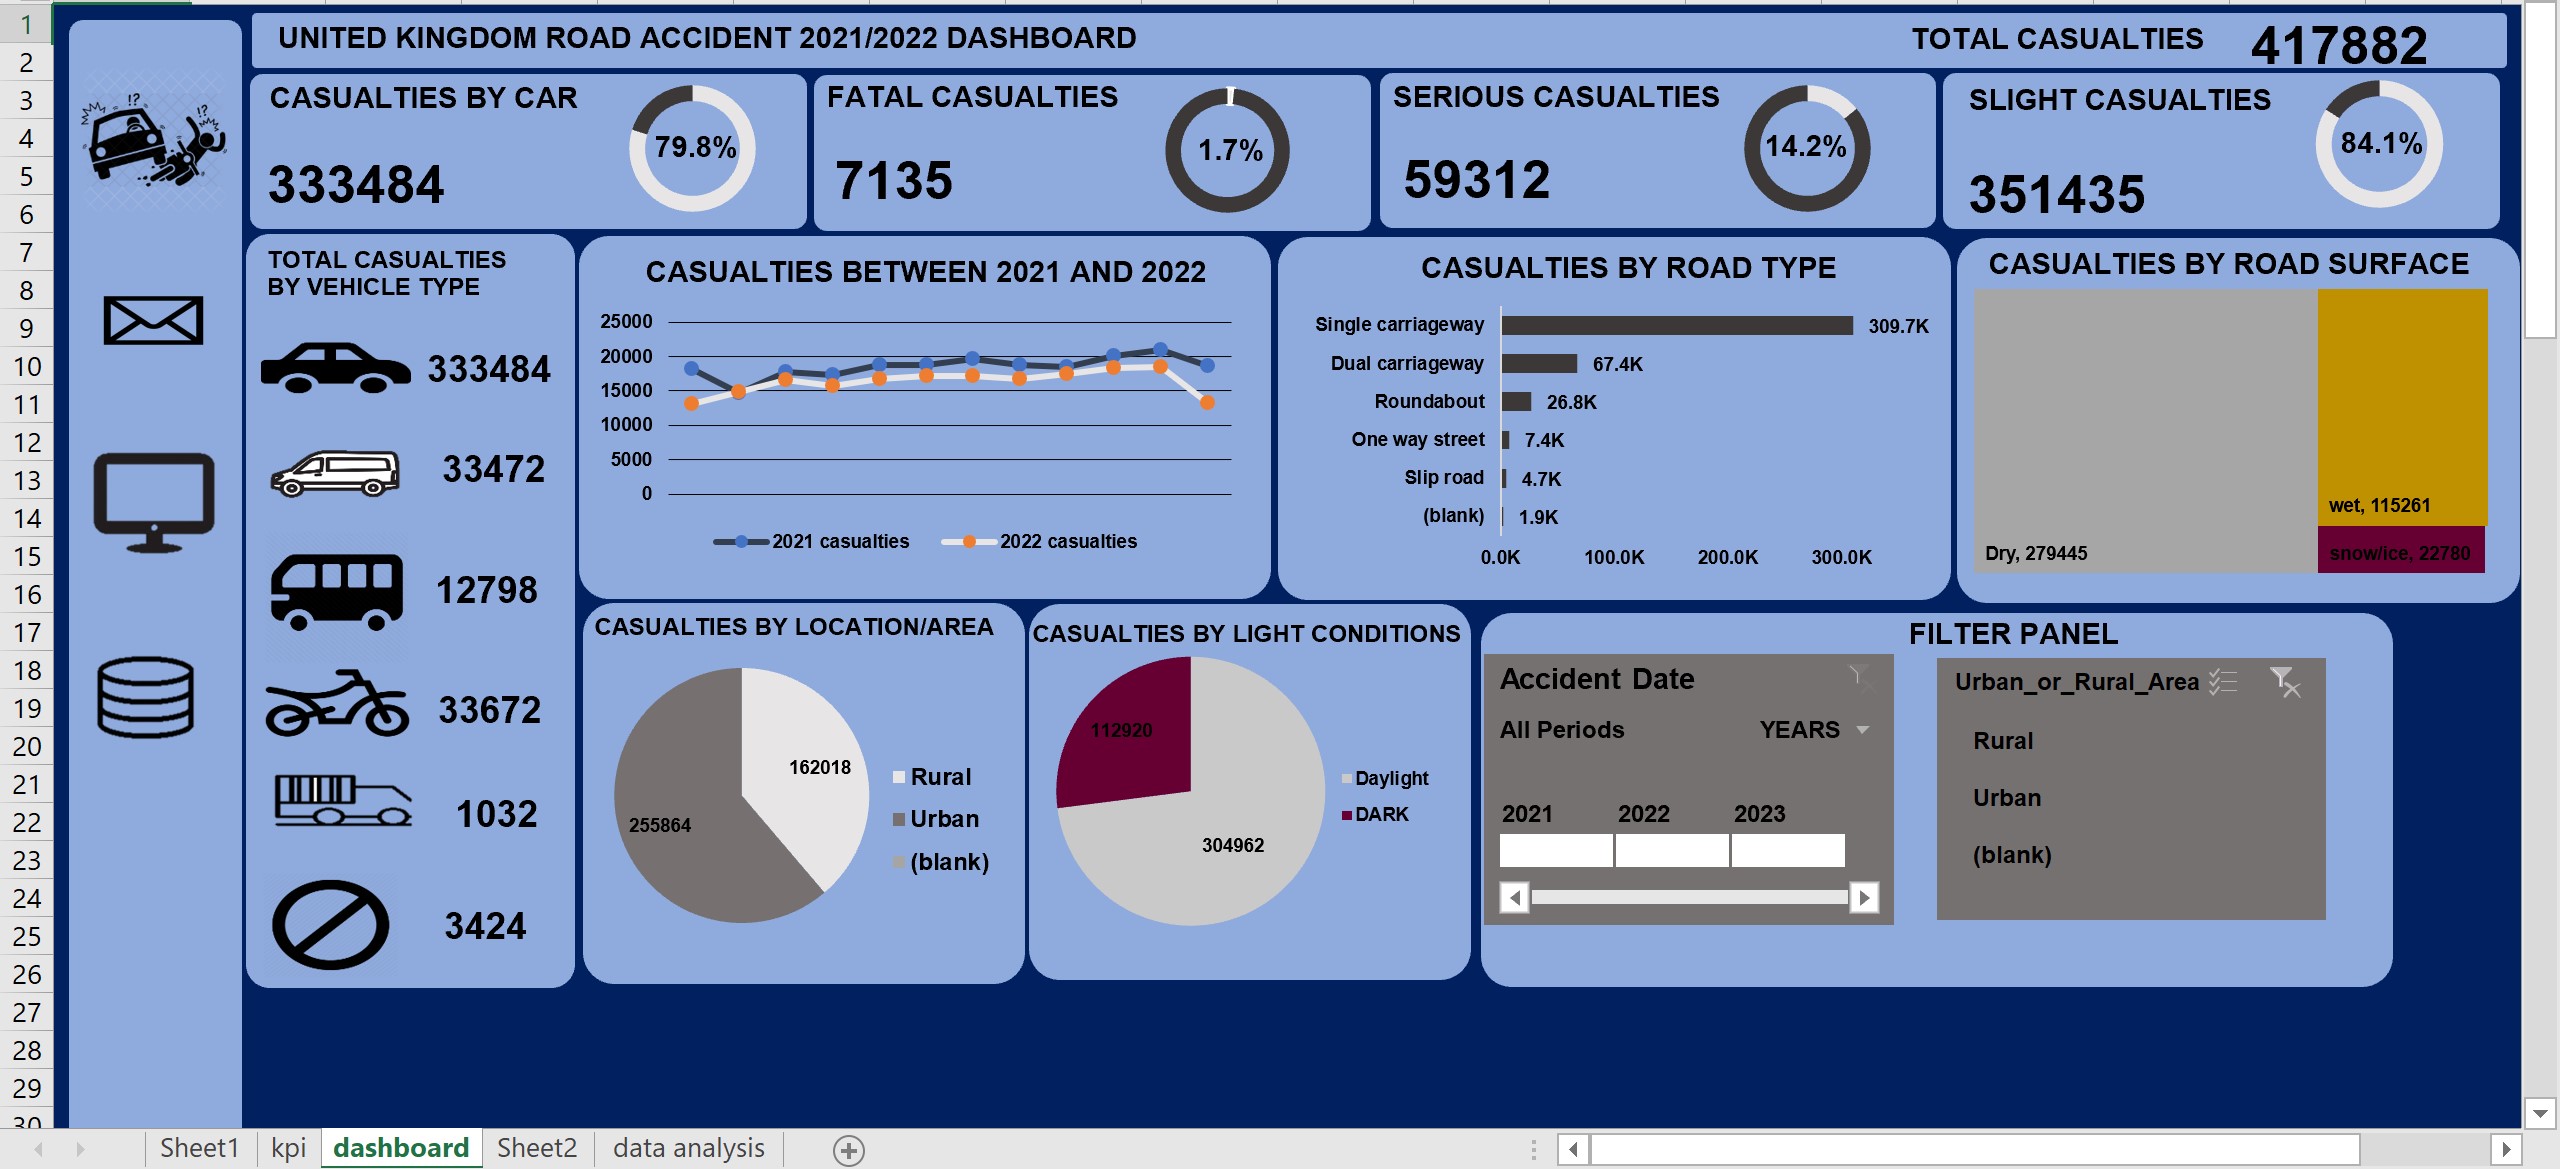 UNITED KINGDOM ROAD ACCIDENT 2021/2022 DASHBOARD
TOTAL CASUALTIES 417882
CASUALTIES BY CAR
333484
79.8%
FATAL CASUALTIES
7135
1.7%
SERIOUS CASUALTIES
59312
14.2%
SLIGHT CASUALTIES
351435
84.1%
!?
!?
TOTAL CASUALTIES
BY VEHICLE TYPE
333484
33472
12798
33672
1032
3424
CASUALTIES BETWEEN 2021 AND 2022
25000
20000
15000
10000
5000
0
2021 casualties
2022 casualties
CASUALTIES BY ROAD TYPE
Single carriageway 309.7K
Dual carriageway 67.4K
Roundabout 26.8K
One way street 7.4K
Slip road 4.7K
(blank) 1.9K
0.0K 100.0K 200.0K 300.0K
CASUALTIES BY ROAD SURFACE
wet, 115261
Dry, 279445
snow/ice, 22780
CASUALTIES BY LOCATION/AREA
162018
255864
Rural
Urban
(blank)
CASUALTIES BY LIGHT CONDITIONS
112920
304962
Daylight
DARK
FILTER PANEL
Accident Date
All Periods YEARS
2021 2022 2023
Urban_or_Rural_Area
Rural
Urban
(blank)
1
2
3
4
5
6
7
8
9
10
11
12
13
14
15
16
17
18
19
20
21
22
23
24
25
26
27
28
29
30
Sheet1 kpi dashboard Sheet2 data analysis